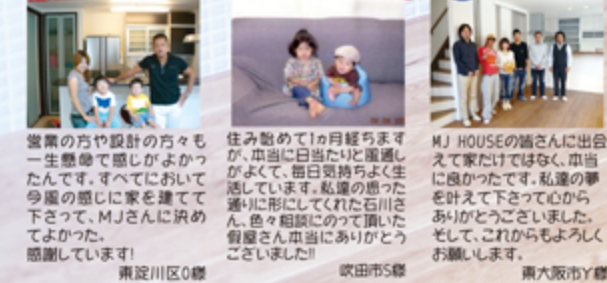 営業の方や設計の方々も
一生懸命で感じがよかっ
たんです。すべてにおいて
今風の感じに家を建てて
下さって、MJさんに決め
てよかった。
感謝しています!
東淀川区O様
住み始めて1ヵ月経ちます
が、本当に日当たりと風通し
がよくて、毎日気持ちよく生
活しています。私達の思った
通りに形にしてくれた石川さ
ん、色々相談にのって頂いた
假屋さん本当にありがとう
ございました!!
吹田市S様
MJ HOUSEの皆さんに出会
えて家だけではなく、本当
に良かったです。私達の夢
を叶えて下さって心から
ありがとうございました。
そして、これからもよろしく
お願いします。
東大阪市Y様